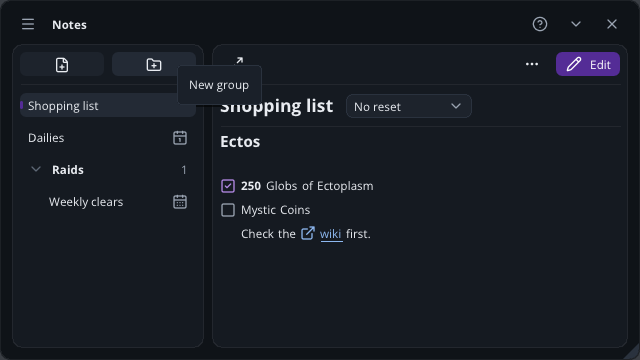 Notes
New group
Shopping list
Dailies
Raids 1
Weekly clears
Edit
Shopping list No reset
Ectos
250 Globs of Ectoplasm
Mystic Coins
Check the wiki first.